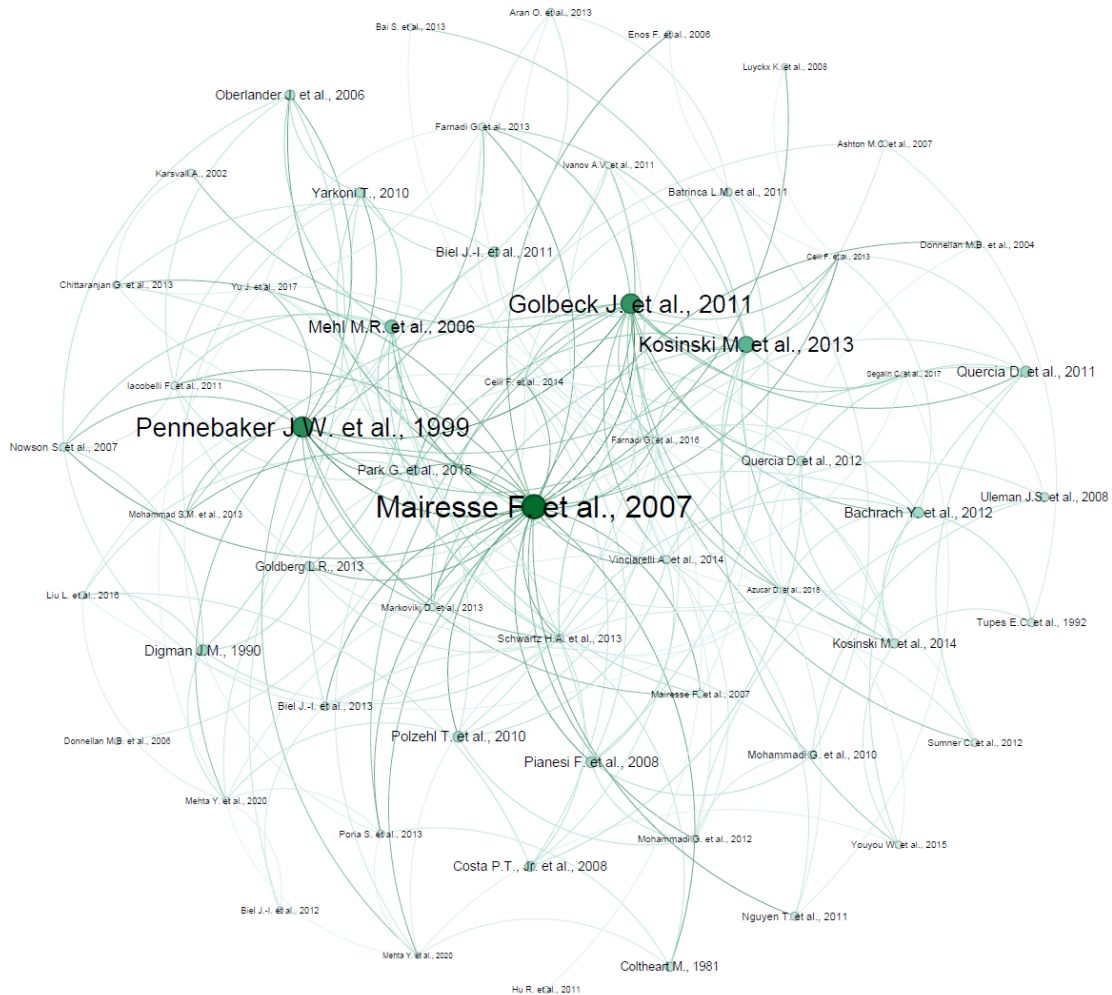 Aran O. et al., 2013
Bai S. et al., 2013
Enos F. et al., 2006
Luyckx K. et al., 2008
Oberlander J. et al., 2006
Farnadi G. et al., 2013
Ashton M.C. et al., 2007
Ivanov A.V. et al., 2011
Karsvall A., 2002
Yarkoni T., 2010
Batrinca L.M. et al., 2011
Donnellan M.B. et al., 2004
Biel J.-I. et al., 2011
Celli F. et al., 2013
Chittaranjan G. et al., 2013
Yu J. et al., 2017
Golbeck J. et al., 2011
Mehl M.R. et al., 2006
Kosinski M. et al., 2013
Quercia D. et al., 2011
Segalin C. et al., 2017
Iacobelli F. et al., 2011
Celli F. et al., 2014
Pennebaker J.W. et al., 1999
Farnadi G. et al., 2016
Nowson S. et al., 2007
Park G. et al., 2015
Quercia D. et al., 2012
Uleman J.S. et al., 2008
Mairesse F. et al., 2007
Mohammad S.M. et al., 2013
Bachrach Y. et al., 2012
Vinciarelli A. et al., 2014
Goldberg L.R., 2013
Azucar D. et al., 2018
Liu L. et al., 2016
Markovikj D. et al., 2013
Tupes E.C. et al., 1992
Schwartz H.A. et al., 2013
Kosinski M. et al., 2014
Digman J.M., 1990
Mairesse F. et al., 2007
Biel J.-I. et al., 2013
Polzehl T. et al., 2010
Donnellan M.B. et al., 2006
Sumner C. et al., 2012
Mohammadi G. et al., 2010
Pianesi F. et al., 2008
Mehta Y. et al., 2020
Poria S. et al., 2013
Mohammadi G. et al., 2012
Youyou W. et al., 2015
Costa P.T., Jr. et al., 2008
Biel J.-I. et al., 2012
Nguyen T. et al., 2011
Mehta Y. et al., 2020
Coltheart M., 1981
Hu R. et al., 2011